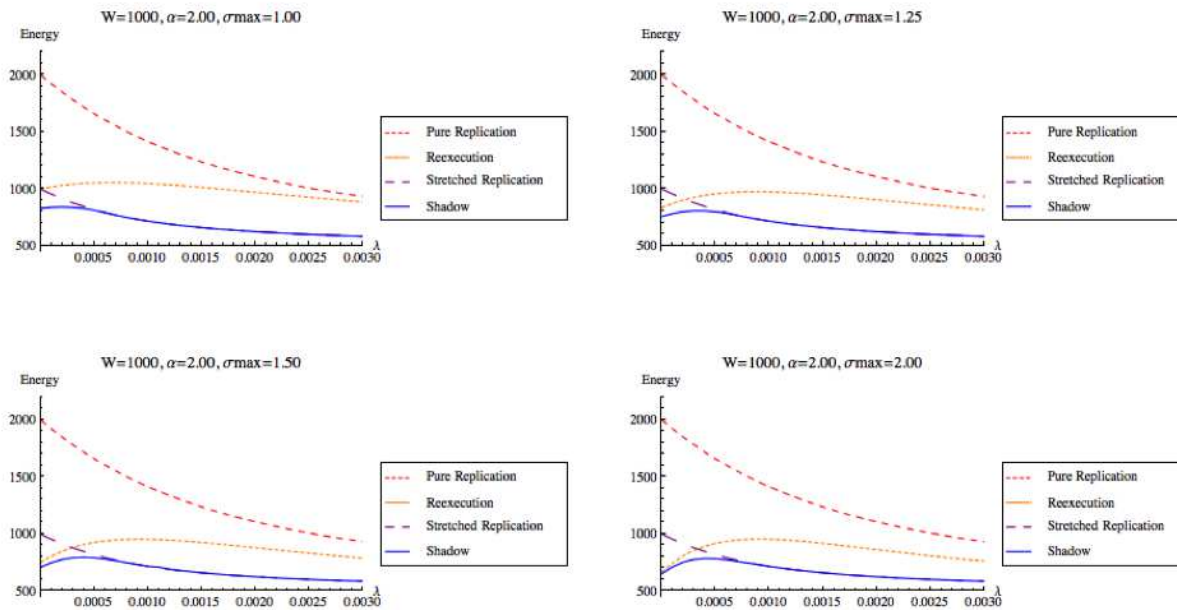 W=1000, α=2.00, σmax=1.00
Energy
2000
1500
1000
500
0.0005 0.0010 0.0015 0.0020 0.0025 0.0030
λ
Pure Replication
Reexecution
Stretched Replication
Shadow
W=1000, α=2.00, σmax=1.25
Energy
2000
1500
1000
500
0.0005 0.0010 0.0015 0.0020 0.0025 0.0030
λ
Pure Replication
Reexecution
Stretched Replication
Shadow
W=1000, α=2.00, σmax=1.50
Energy
2000
1500
1000
500
0.0005 0.0010 0.0015 0.0020 0.0025 0.0030
λ
Pure Replication
Reexecution
Stretched Replication
Shadow
W=1000, α=2.00, σmax=2.00
Energy
2000
1500
1000
500
0.0005 0.0010 0.0015 0.0020 0.0025 0.0030
λ
Pure Replication
Reexecution
Stretched Replication
Shadow